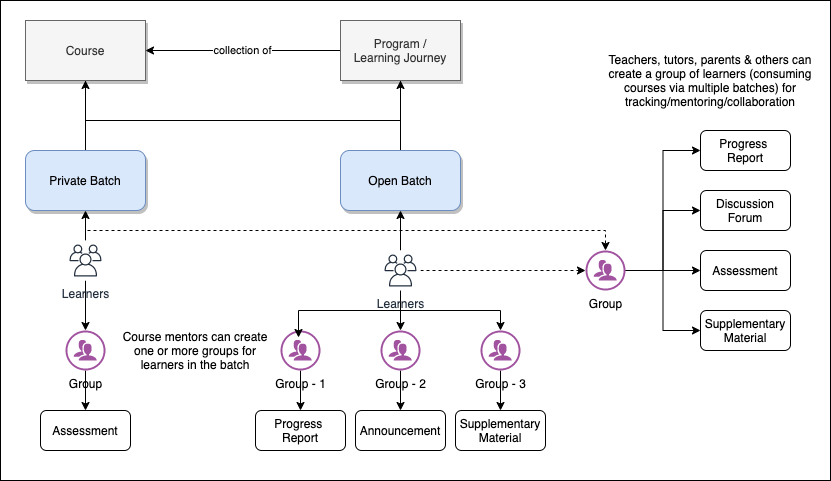 Course
collection of
Program /
Learning Journey
Teachers, tutors, parents & others can
create a group of learners (consuming
courses via multiple batches) for
tracking/mentoring/collaboration
Private Batch
Open Batch
Progress
Report
Discussion
Forum
Assessment
Supplementary
Material
Learners
Learners
Group
Course mentors can create
one or more groups for
learners in the batch
Group
Group - 1
Group - 2
Group - 3
Assessment
Progress
Report
Announcement
Supplementary
Material